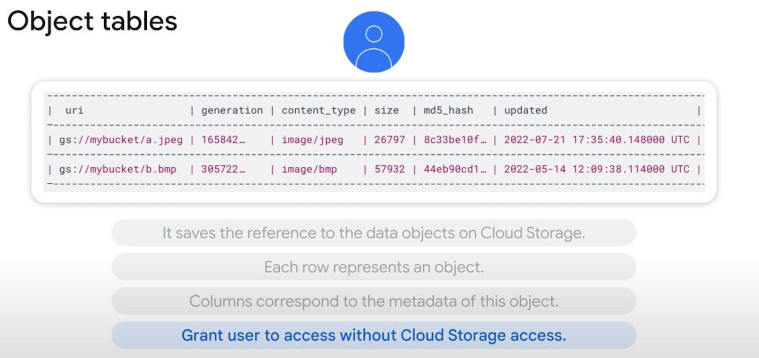 Object tables
| uri | generation | content_type | size | md5_hash | updated |
| gs://mybucket/a.jpeg | 165842… | image/jpeg | 26797 | 8c33be10f… | 2022-07-21 17:35:40.148000 UTC |
| gs://mybucket/b.bmp | 305722… | image/bmp | 57932 | 44eb90cd1… | 2022-05-14 12:09:38.114000 UTC |
It saves the reference to the data objects on Cloud Storage.
Each row represents an object.
Columns correspond to the metadata of this object.
Grant user to access without Cloud Storage access.